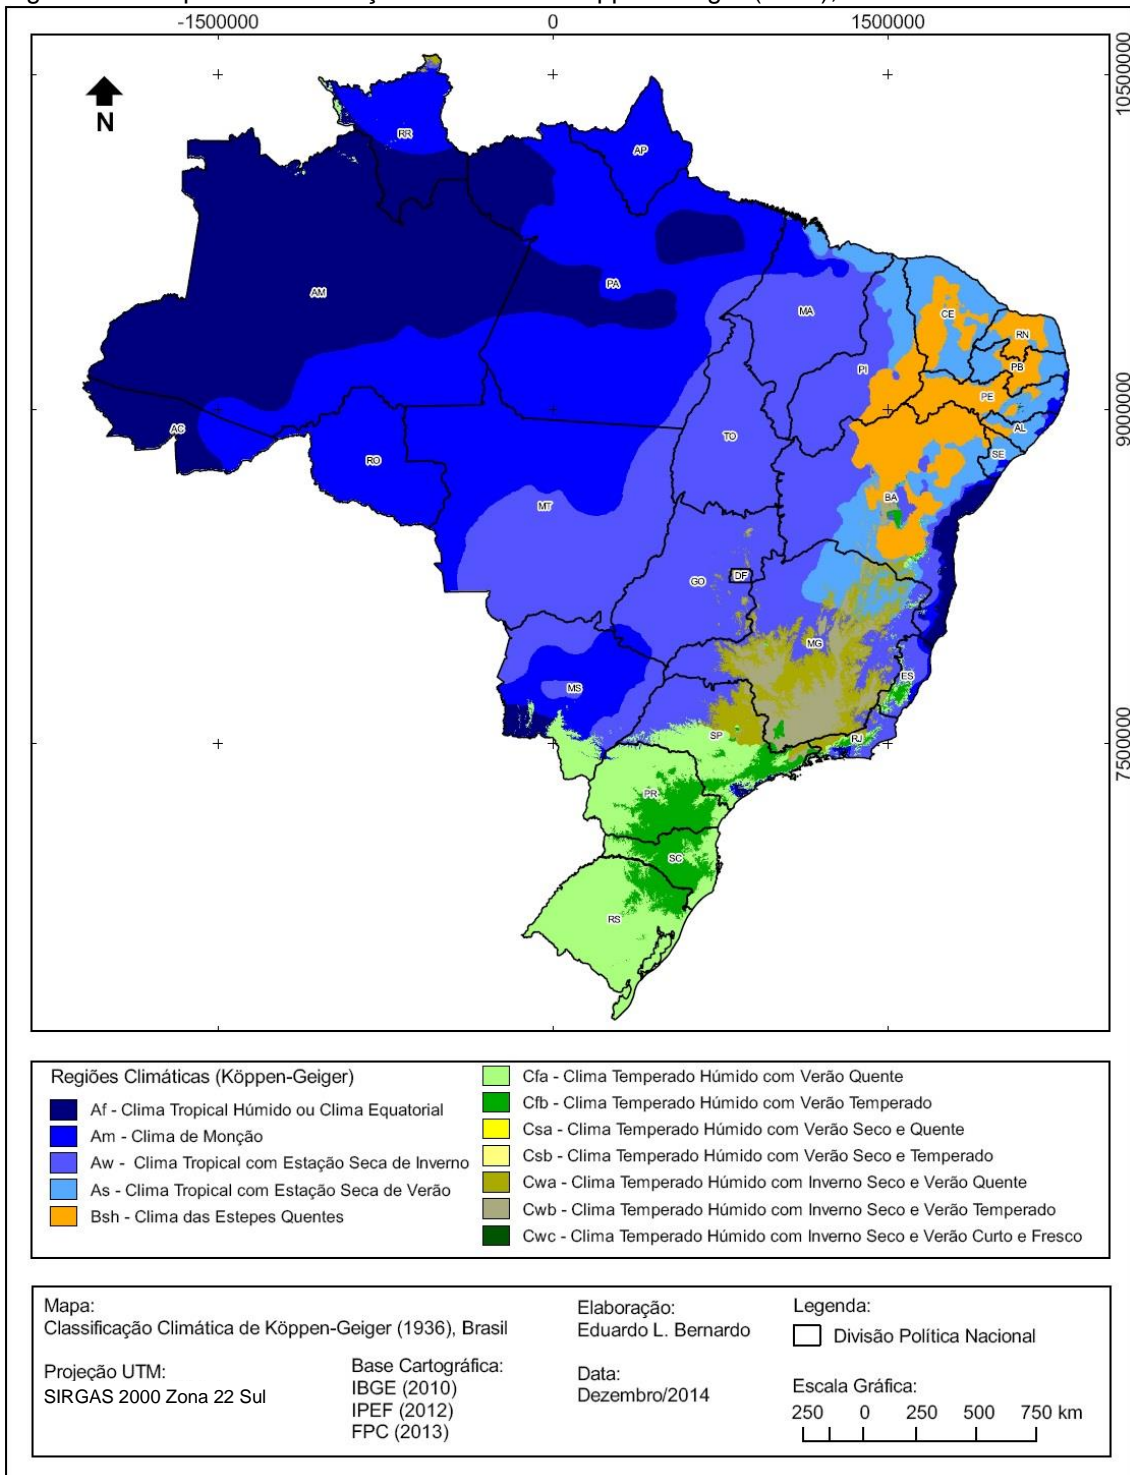 -1500000 0 1500000
10500000
N
RR
AP
AM
PA
MA
CE
RN
PB
PI
PE
9000000
AC
TO
AL
SE
RO
BA
MT
GO
DF
MG
MS
ES
SP
RJ
7500000
PR
SC
RS
Regiões Climáticas (Köppen-Geiger)
Af - Clima Tropical Húmido ou Clima Equatorial
Am - Clima de Monção
Aw - Clima Tropical com Estação Seca de Inverno
As - Clima Tropical com Estação Seca de Verão
Bsh - Clima das Estepes Quentes
Cfa - Clima Temperado Húmido com Verão Quente
Cfb - Clima Temperado Húmido com Verão Temperado
Csa - Clima Temperado Húmido com Verão Seco e Quente
Csb - Clima Temperado Húmido com Verão Seco e Temperado
Cwa - Clima Temperado Húmido com Inverno Seco e Verão Quente
Cwb - Clima Temperado Húmido com Inverno Seco e Verão Temperado
Cwc - Clima Temperado Húmido com Inverno Seco e Verão Curto e Fresco
Mapa:
Classificação Climática de Köppen-Geiger (1936), Brasil
Projeção UTM:
SIRGAS 2000 Zona 22 Sul
Base Cartográfica:
IBGE (2010)
IPEF (2012)
FPC (2013)
Elaboração:
Eduardo L. Bernardo
Data:
Dezembro/2014
Legenda:
Divisão Política Nacional
Escala Gráfica:
250 0 250 500 750 km